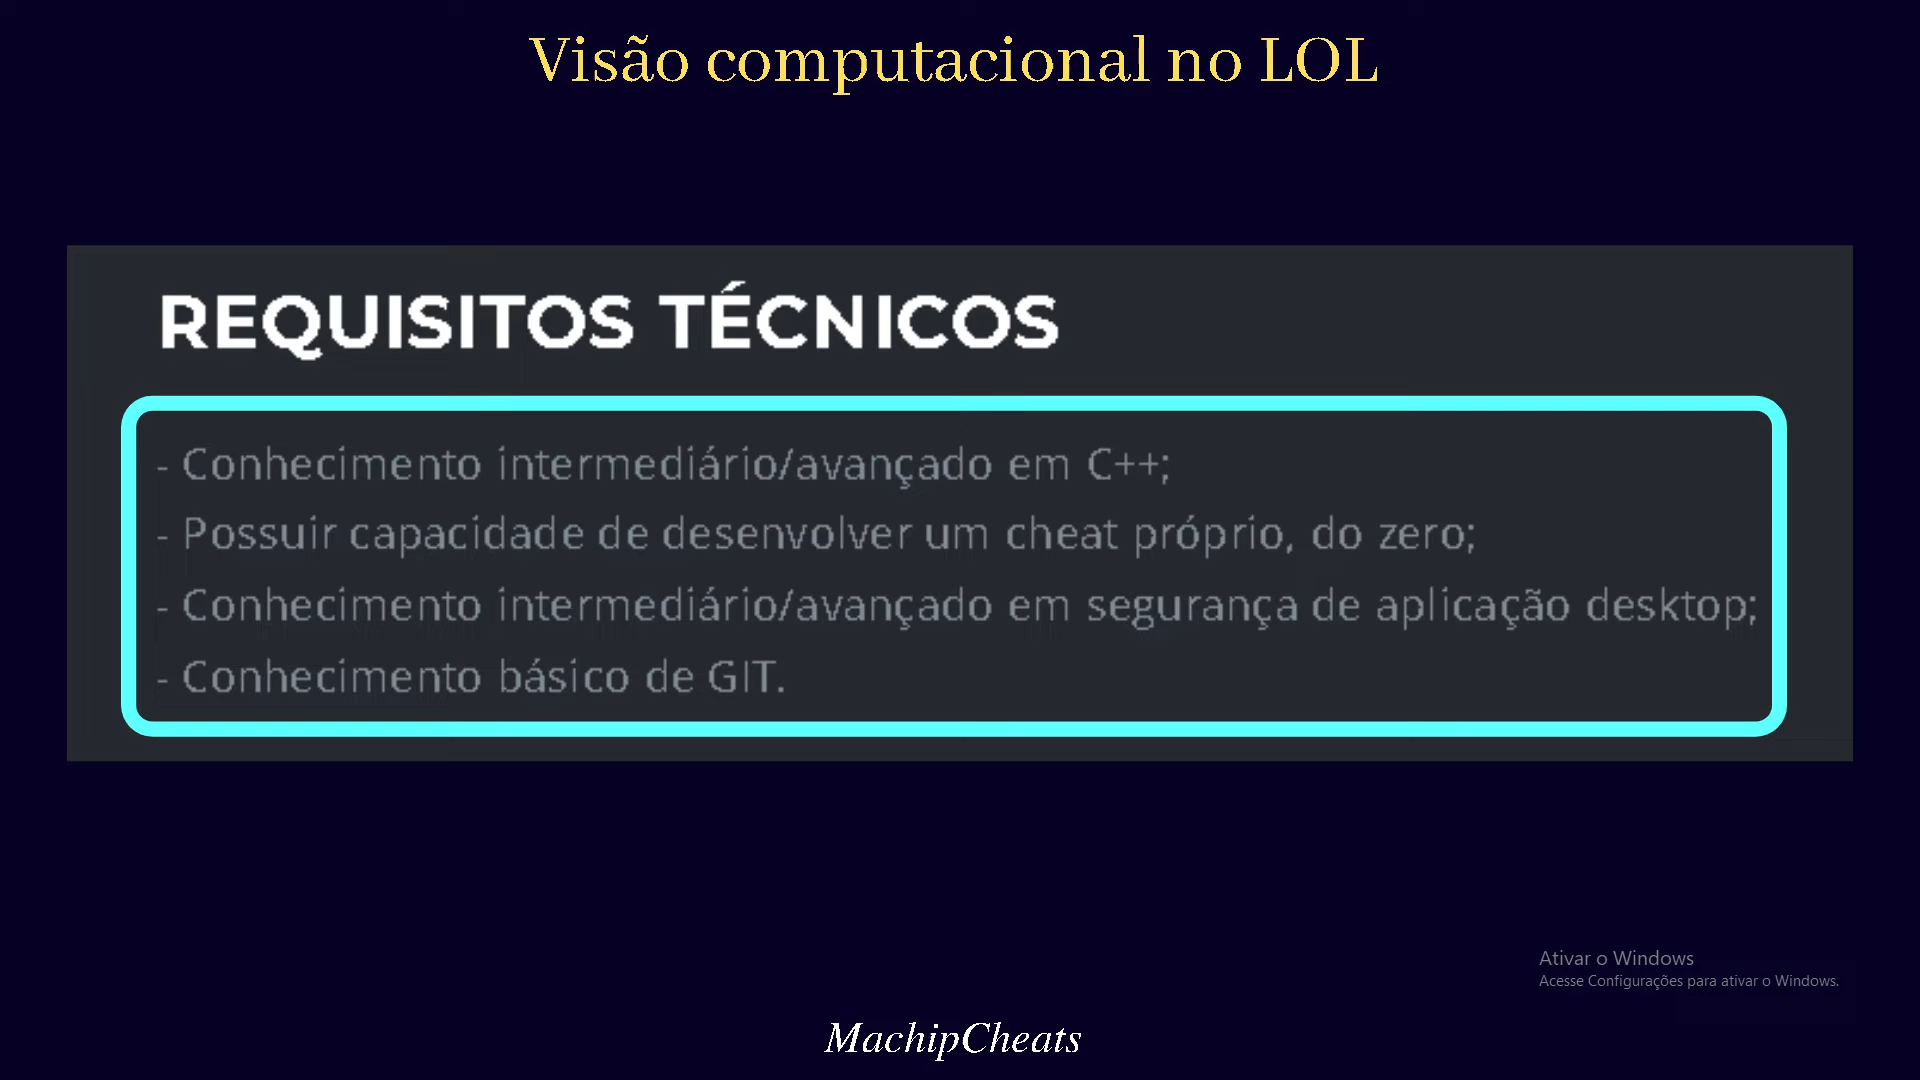 Visão computacional no LOL
REQUISITOS TÉCNICOS
- Conhecimento intermediário/avançado em C++;
- Possuir capacidade de desenvolver um cheat próprio, do zero;
- Conhecimento intermediário/avançado em segurança de aplicação desktop;
- Conhecimento básico de GIT.
Ativar o Windows
Acesse Configurações para ativar o Windows.
MachipCheats